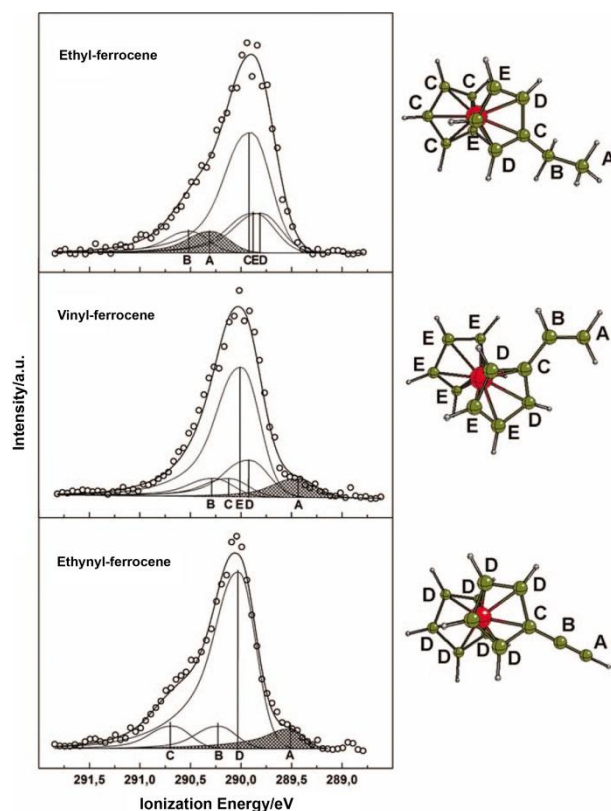 Ethyl-ferrocene
B A C E D
C C E D
C C
C E D B A
Vinyl-ferrocene
B C E D A
E E B A
D C
E E E E D
Ethynyl-ferrocene
C B D A
D D D D
D C B A
D D D D
Intensity/a.u.
291,5 291,0 290,5 290,0 289,5 289,0
Ionization Energy/eV